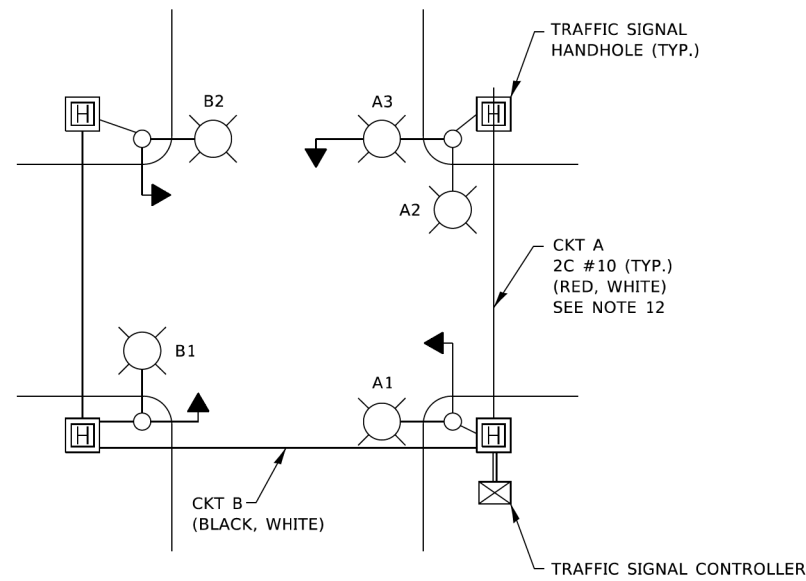 TRAFFIC SIGNAL
HANDHOLE (TYP.)
H
B2
A3
H
A2
CKT A
2C #10 (TYP.)
(RED, WHITE)
SEE NOTE 12
B1
A1
H
H
CKT B
(BLACK, WHITE)
TRAFFIC SIGNAL CONTROLLER